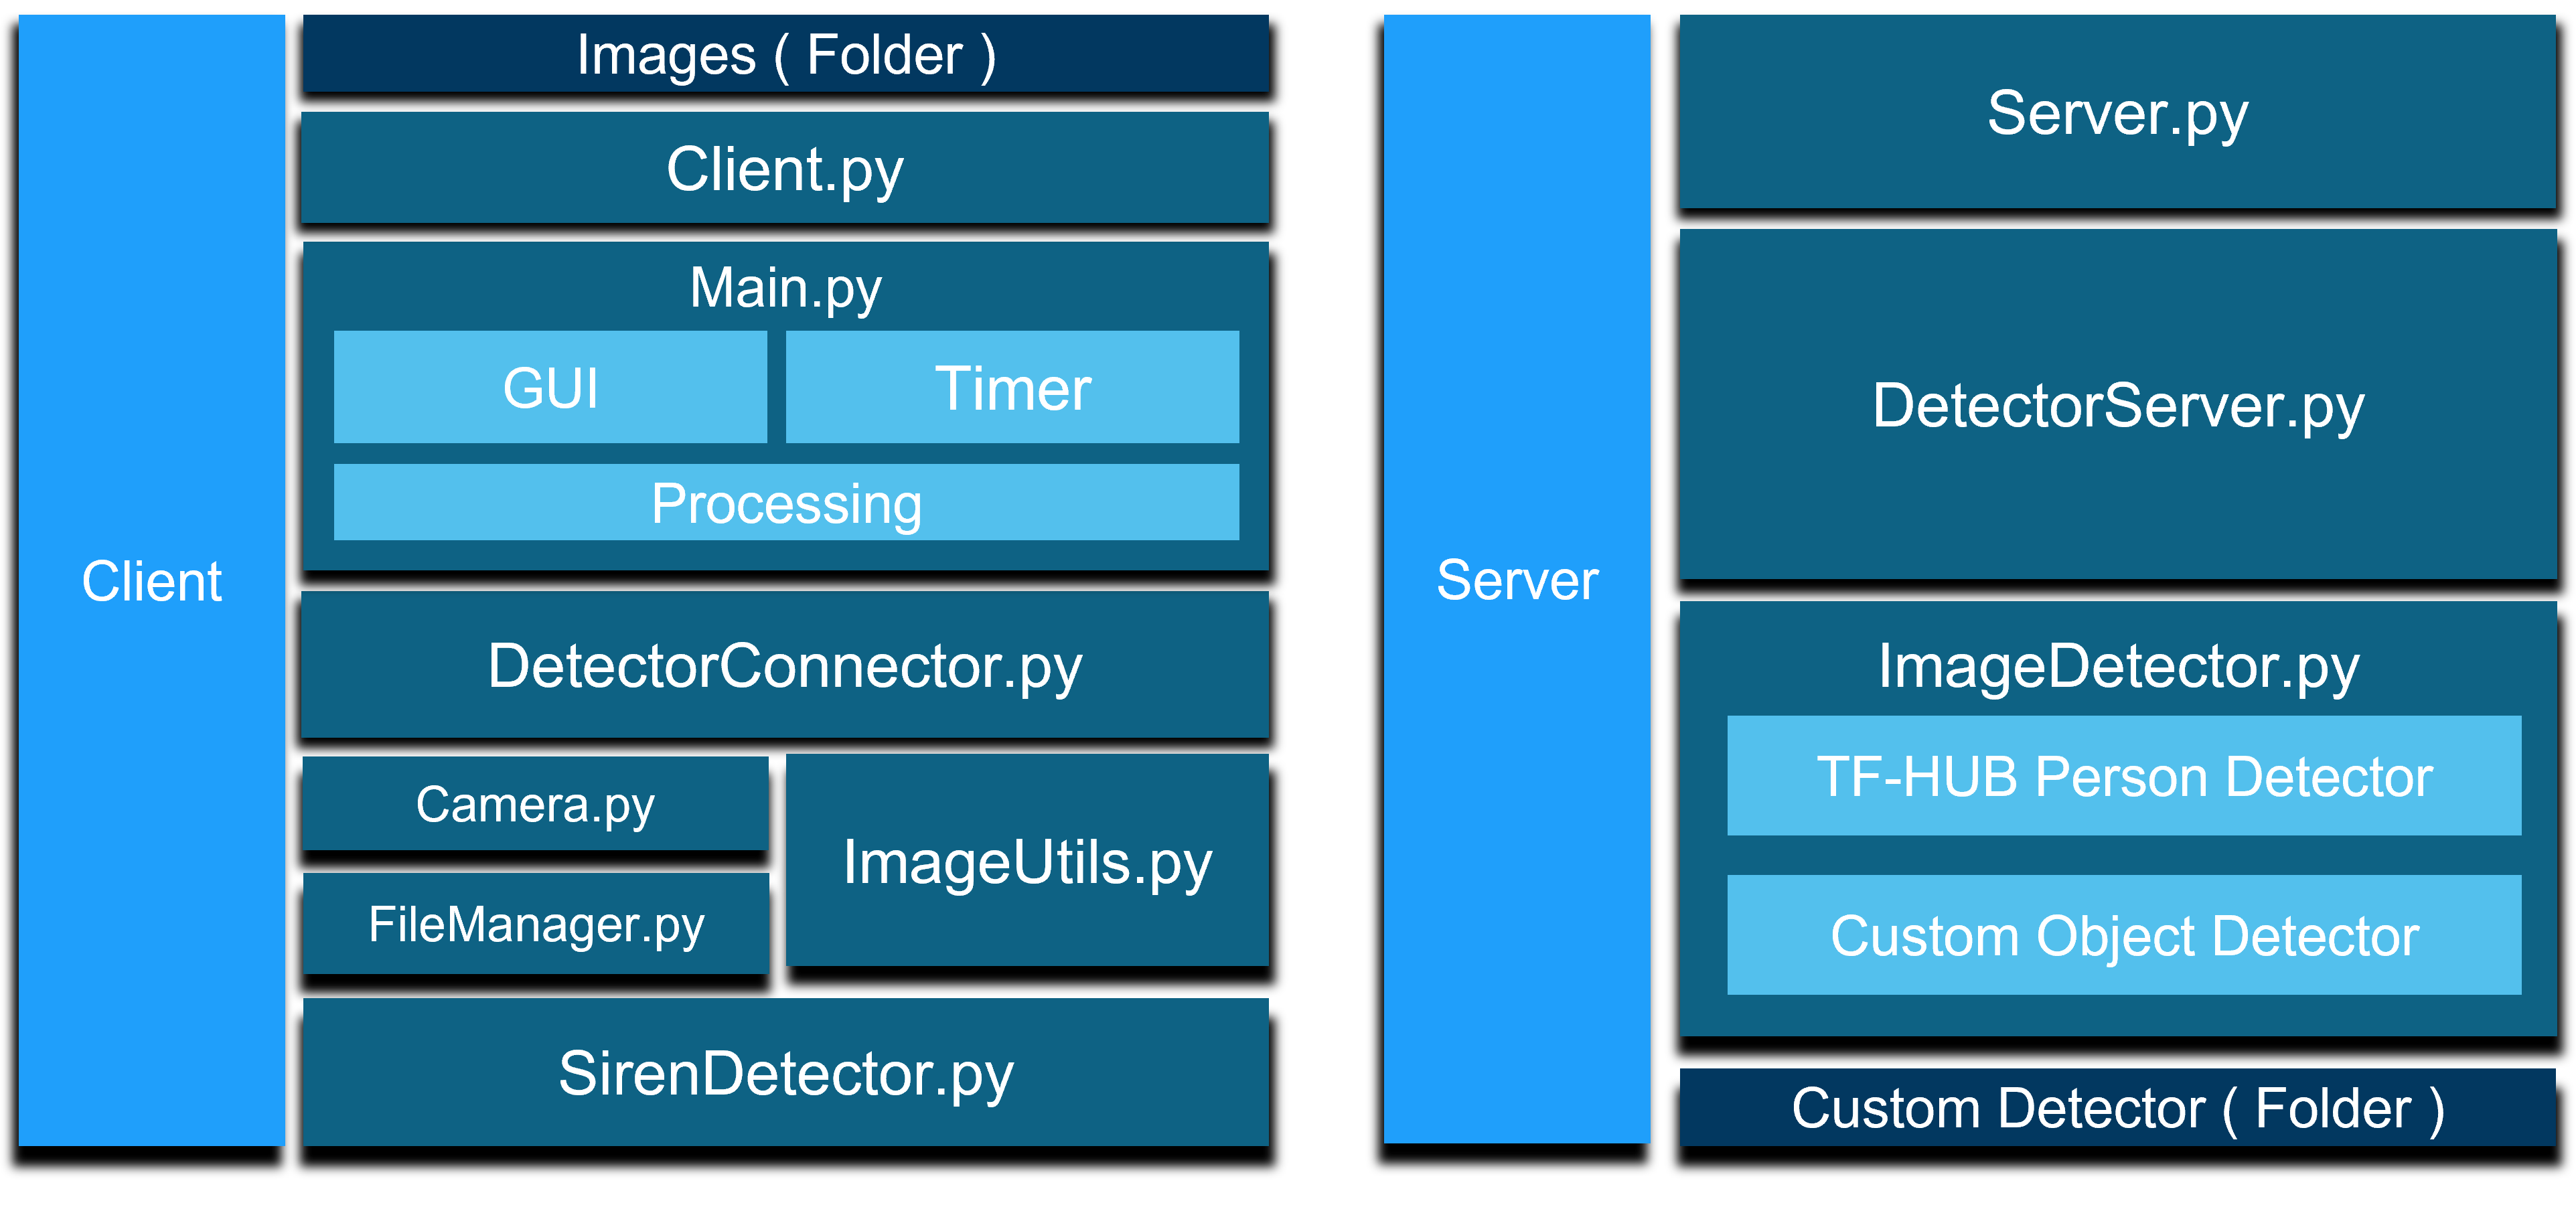 Client
Images ( Folder )
Client.py
Main.py
GUI
Timer
Processing
DetectorConnector.py
Camera.py
FileManager.py
ImageUtils.py
SirenDetector.py
Server
Server.py
DetectorServer.py
ImageDetector.py
TF-HUB Person Detector
Custom Object Detector
Custom Detector ( Folder )